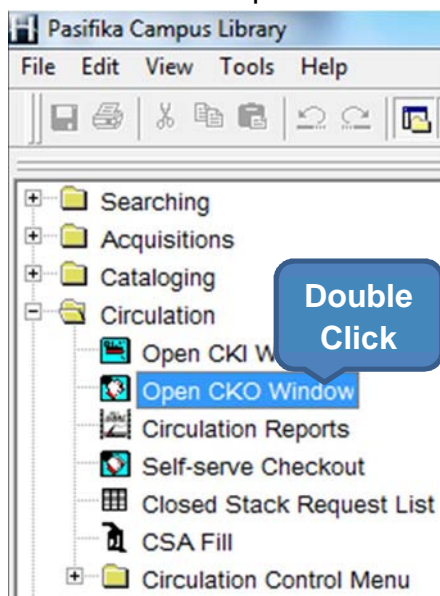 Pasifika Campus Library
File Edit View Tools Help
Searching
Acquisitions
Cataloging
Circulation
Double
Click
Open CKI W
Open CKO Window
Circulation Reports
Self-serve Checkout
Closed Stack Request List
CSA Fill
Circulation Control Menu